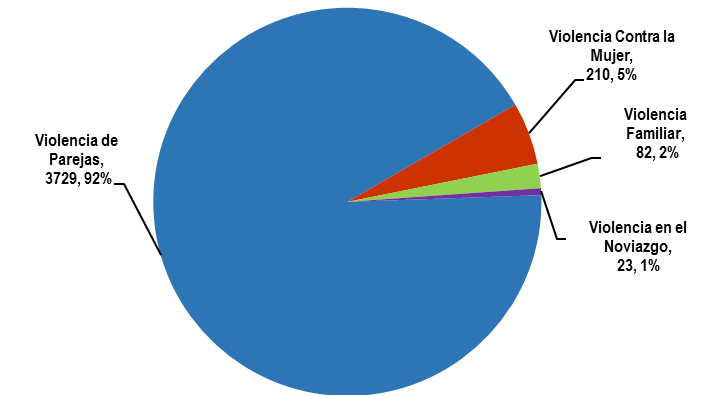 Violencia Contra la
Mujer,
210, 5%
Violencia
Familiar,
82, 2%
Violencia de
Parejas,
3729, 92%
Violencia en el
Noviazgo,
23, 1%